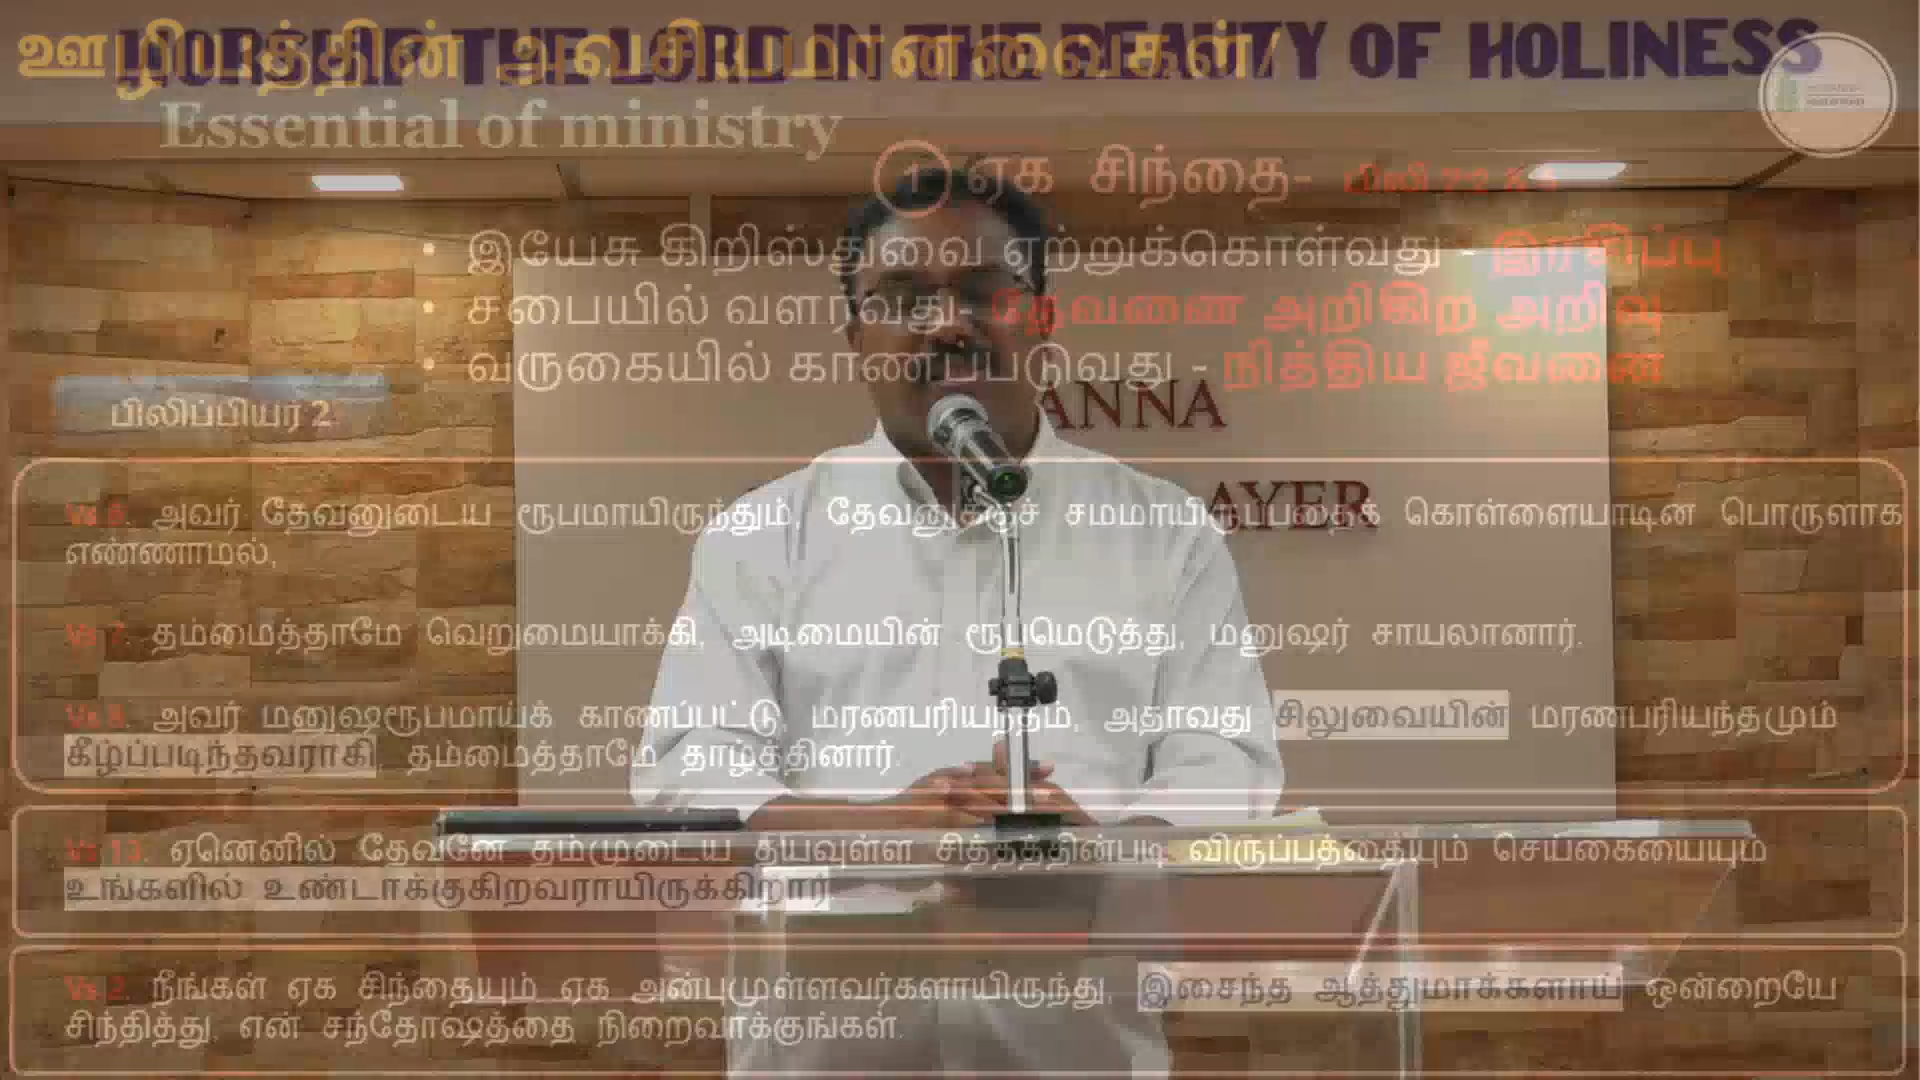 WORSHIP THE LORD IN THE BEAUTY OF HOLINESS
ஊழியத்தின் அவசியமானவைகள்/
Essential of ministry
1 ஏக சிந்தை- பிலி 2:2 &
• இயேசு கிறிஸ்துவை ஏற்றுக்கொள்வது - இரசிப்பு
• சபையில் வளர்வது- தேவனை அறிகிற அறிவு
• வருகையில் காணப்படுவது - நித்திய ஜீவனை
ANNA
AYER
பிலிப்பியர் 2.
Vs 6. அவர் தேவனுடைய ரூபமாயிருந்தும், தேவனுக்குச் சமமாயிருப்பதைக் கொள்ளையாடின பொருளாக
எண்ணாமல்,
Vs 7. தம்மைத்தாமே வெறுமையாக்கி, அடிமையின் ரூபமெடுத்து, மனுஷர் சாயலானார்.
Vs 8. அவர் மனுஷரூபமாய்க் காணப்பட்டு, மரணபரியந்தம், அதாவது சிலுவையின் மரணபரியந்தமும்
கீழ்ப்படிந்தவராகி, தம்மைத்தாமே தாழ்த்தினார்.
Vs 13. ஏனெனில் தேவனே தம்முடைய தயவுள்ள சித்தத்தின்படி விருப்பத்தையும் செய்கையையும்
உங்களில் உண்டாக்குகிறவராயிருக்கிறார்
Vs 2. நீங்கள் ஏக சிந்தையும் ஏக அன்புமுள்ளவர்களாயிருந்து, இசைந்த ஆத்துமாக்களாய் ஒன்றையே
சிந்தித்து, என் சந்தோஷத்தை நிறைவாக்குங்கள்.